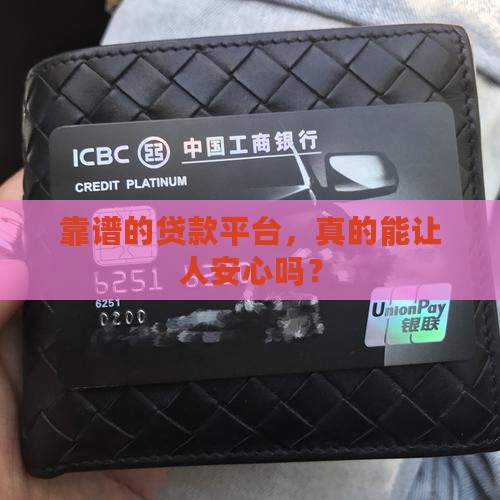 ICBC 中国工商银行
CREDIT PLATINUM
靠谱的贷款平台，真的能让
人安心吗？
6251
6251
0200
UnionPay
银联